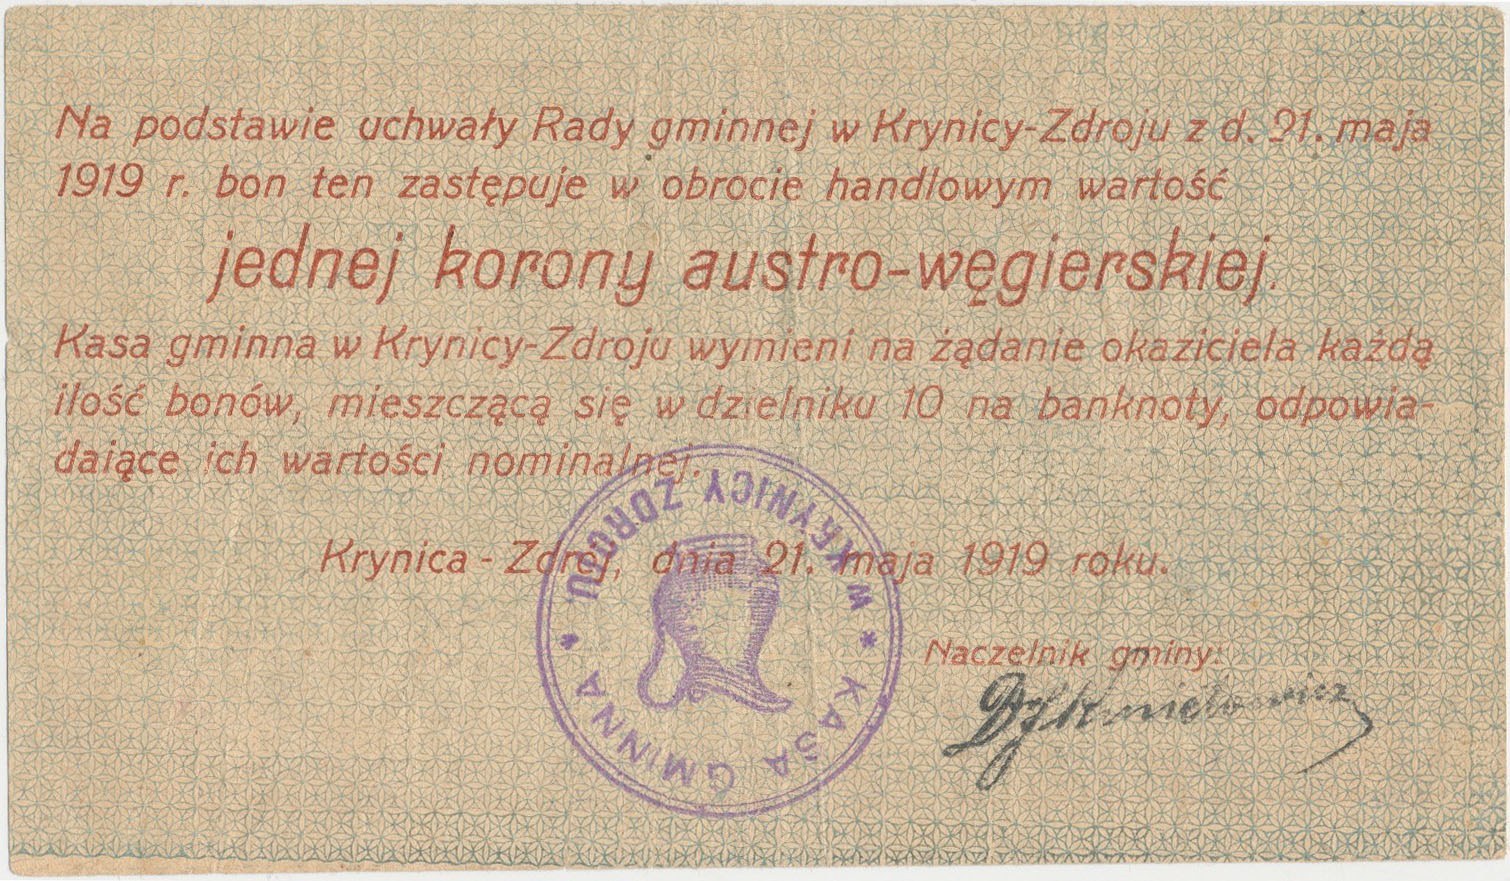 Na podstawie uchwały Rady gminnej w Krynicy-Zdroju z d. 21. maja
1919 r. bon ten zastępuje w obrocie handlowym wartość
jednej korony austro-węgierskiej.
Kasa gminna w Krynicy-Zdroju wymieni na żądanie okaziciela każdą
ilość bonów, mieszczącą się w dzielniku 10 na banknoty, odpowia-
daiące ich wartości nominalnej.
Krynica - Zdrój, dnia 21. maja 1919 roku.
Naczelnik gminy:
* KASA GMINNA *
W KRYNICY ZDROJU